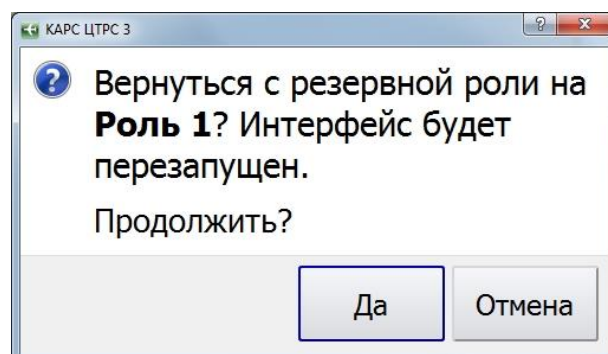 КАРС ЦТРС 3
?
Вернуться с резервной роли на
Роль 1? Интерфейс будет
перезапущен.
Продолжить?
Да
Отмена